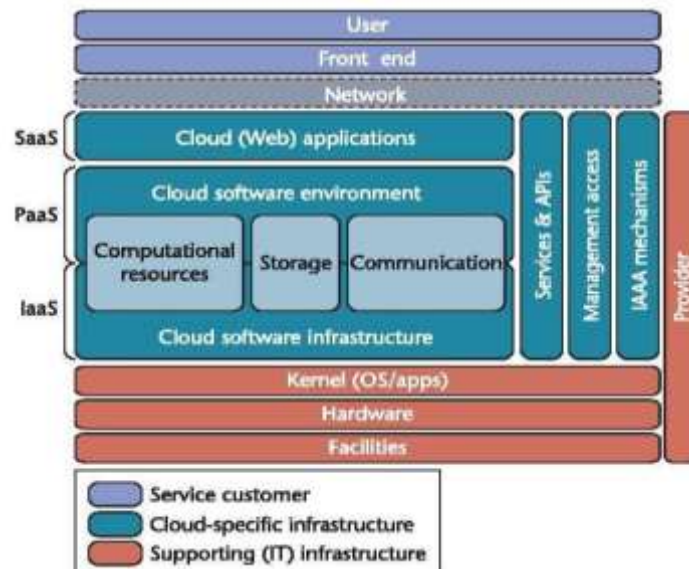 User
Front end
Network
SaaS
Cloud (Web) applications
PaaS
Cloud software environment
Computational
resources
Storage
Communication
IaaS
Cloud software infrastructure
Services & APIs
Management access
IAAA mechanisms
Provider
Kernel (OS/apps)
Hardware
Facilities
Service customer
Cloud-specific infrastructure
Supporting (IT) infrastructure